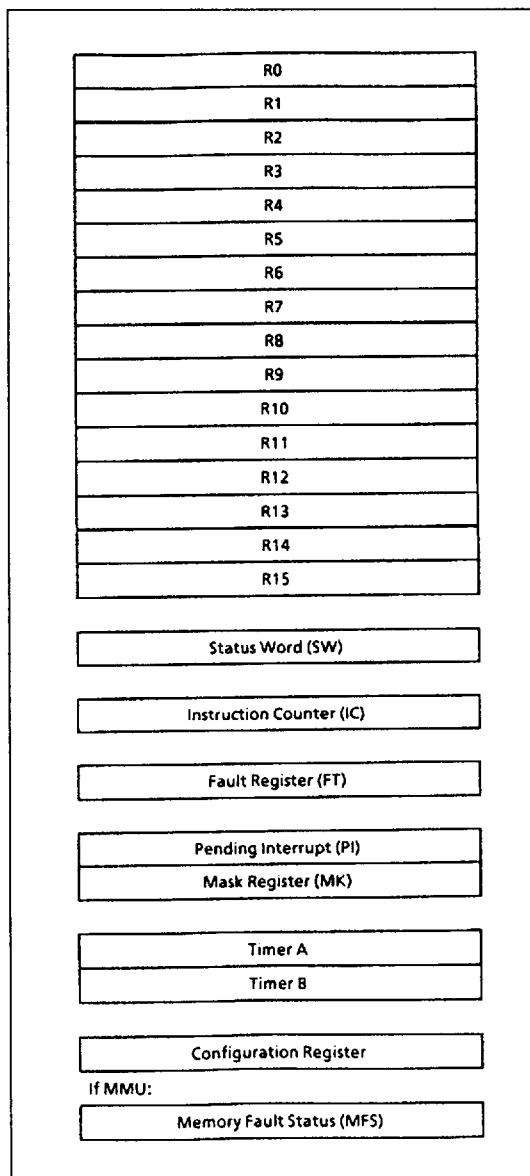 R0
R1
R2
R3
R4
R5
R6
R7
R8
R9
R10
R11
R12
R13
R14
R15
Status Word (SW)
Instruction Counter (IC)
Fault Register (FT)
Pending Interrupt (PI)
Mask Register (MK)
Timer A
Timer B
Configuration Register
If MMU:
Memory Fault Status (MFS)